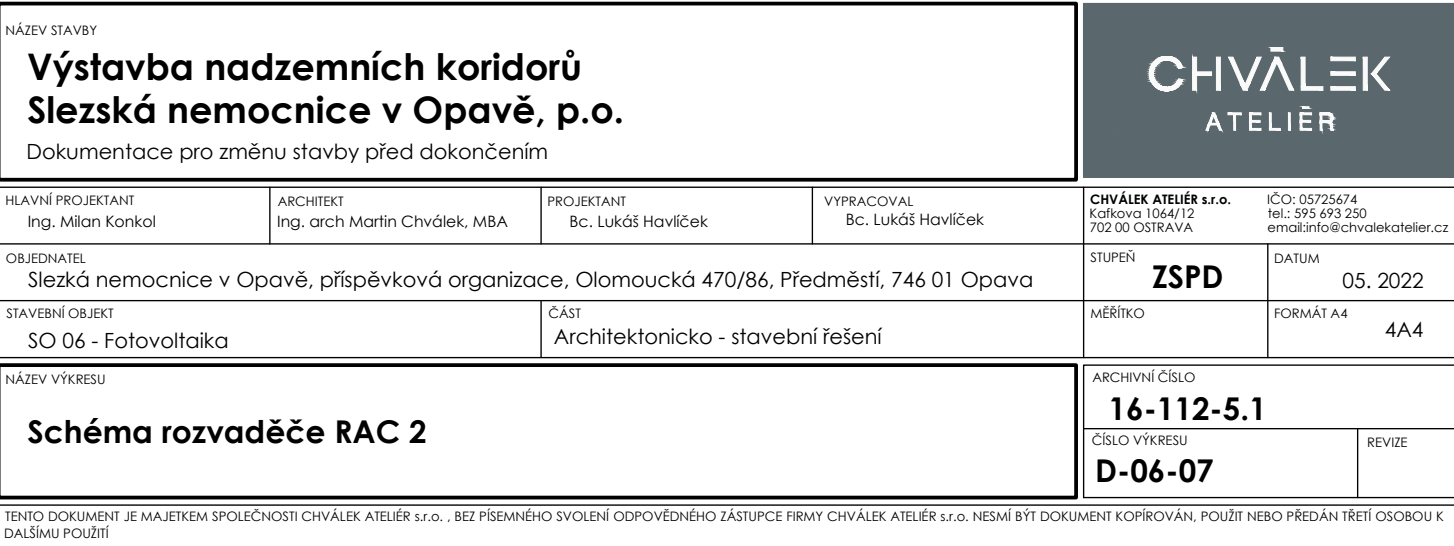 NÁZEV STAVBY
Výstavba nadzemních koridorů
Slezská nemocnice v Opavě, p.o.
Dokumentace pro změnu stavby před dokončením
CHVÁLEK
ATELIÉR
HLAVNÍ PROJEKTANT
Ing. Milan Konkol
ARCHITEKT
Ing. arch Martin Chválek, MBA
PROJEKTANT
Bc. Lukáš Havlíček
VYPRACOVAL
Bc. Lukáš Havlíček
CHVÁLEK ATELIÉR s.r.o.
Kafkova 1064/12
702 00 OSTRAVA
IČO: 05725674
tel.: 595 693 250
email:info@chvalekatelier.cz
OBJEDNATEL
Slezká nemocnice v Opavě, příspěvková organizace, Olomoucká 470/86, Předměstí, 746 01 Opava
STUPEŇ
ZSPD
DATUM
05. 2022
STAVEBNÍ OBJEKT
SO 06 - Fotovoltaika
ČÁST
Architektonicko - stavební řešení
MĚŘÍTKO
FORMÁT A4
4A4
NÁZEV VÝKRESU
Schéma rozvaděče RAC 2
ARCHIVNÍ ČÍSLO
16-112-5.1
ČÍSLO VÝKRESU
D-06-07
REVIZE
TENTO DOKUMENT JE MAJETKEM SPOLEČNOSTI CHVÁLEK ATELIÉR s.r.o. , BEZ PÍSEMNÉHO SVOLENÍ ODPOVĚDNÉHO ZÁSTUPCE FIRMY CHVÁLEK ATELIÉR s.r.o. NESMÍ BÝT DOKUMENT KOPÍROVÁN, POUŽIT NEBO PŘEDÁN TŘETÍ OSOBOU K
DALŠÍMU POUŽITÍ